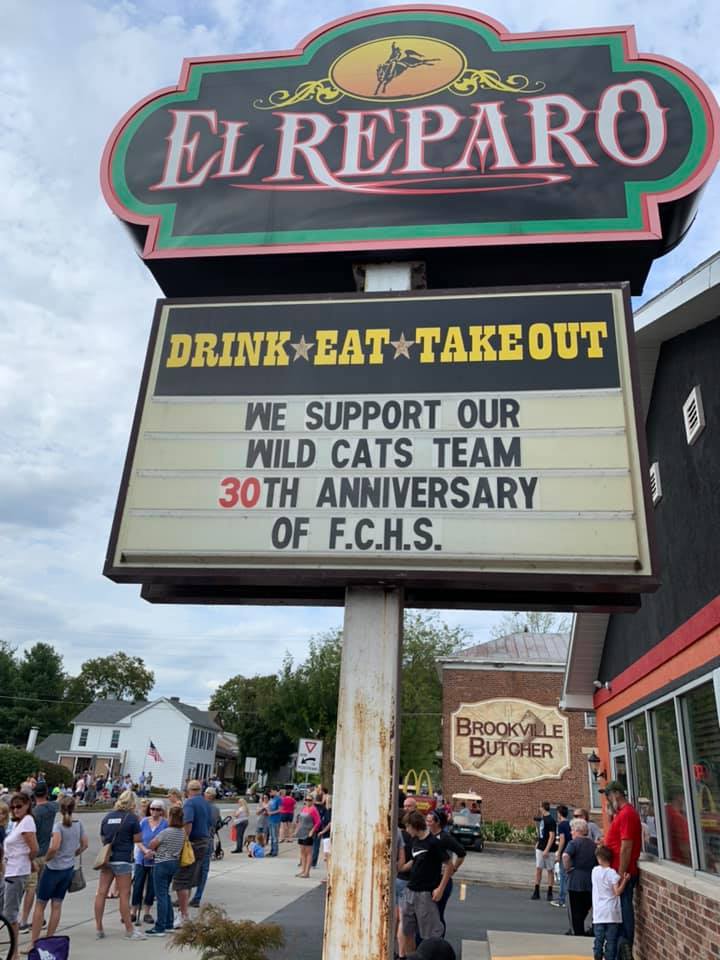 EL REPARO
DRINK★EAT★TAKEOUT
WE SUPPORT OUR
WILD CATS TEAM
30TH ANNIVERSARY
OF F.C.H.S.
BROOKVILLE
BUTCHER